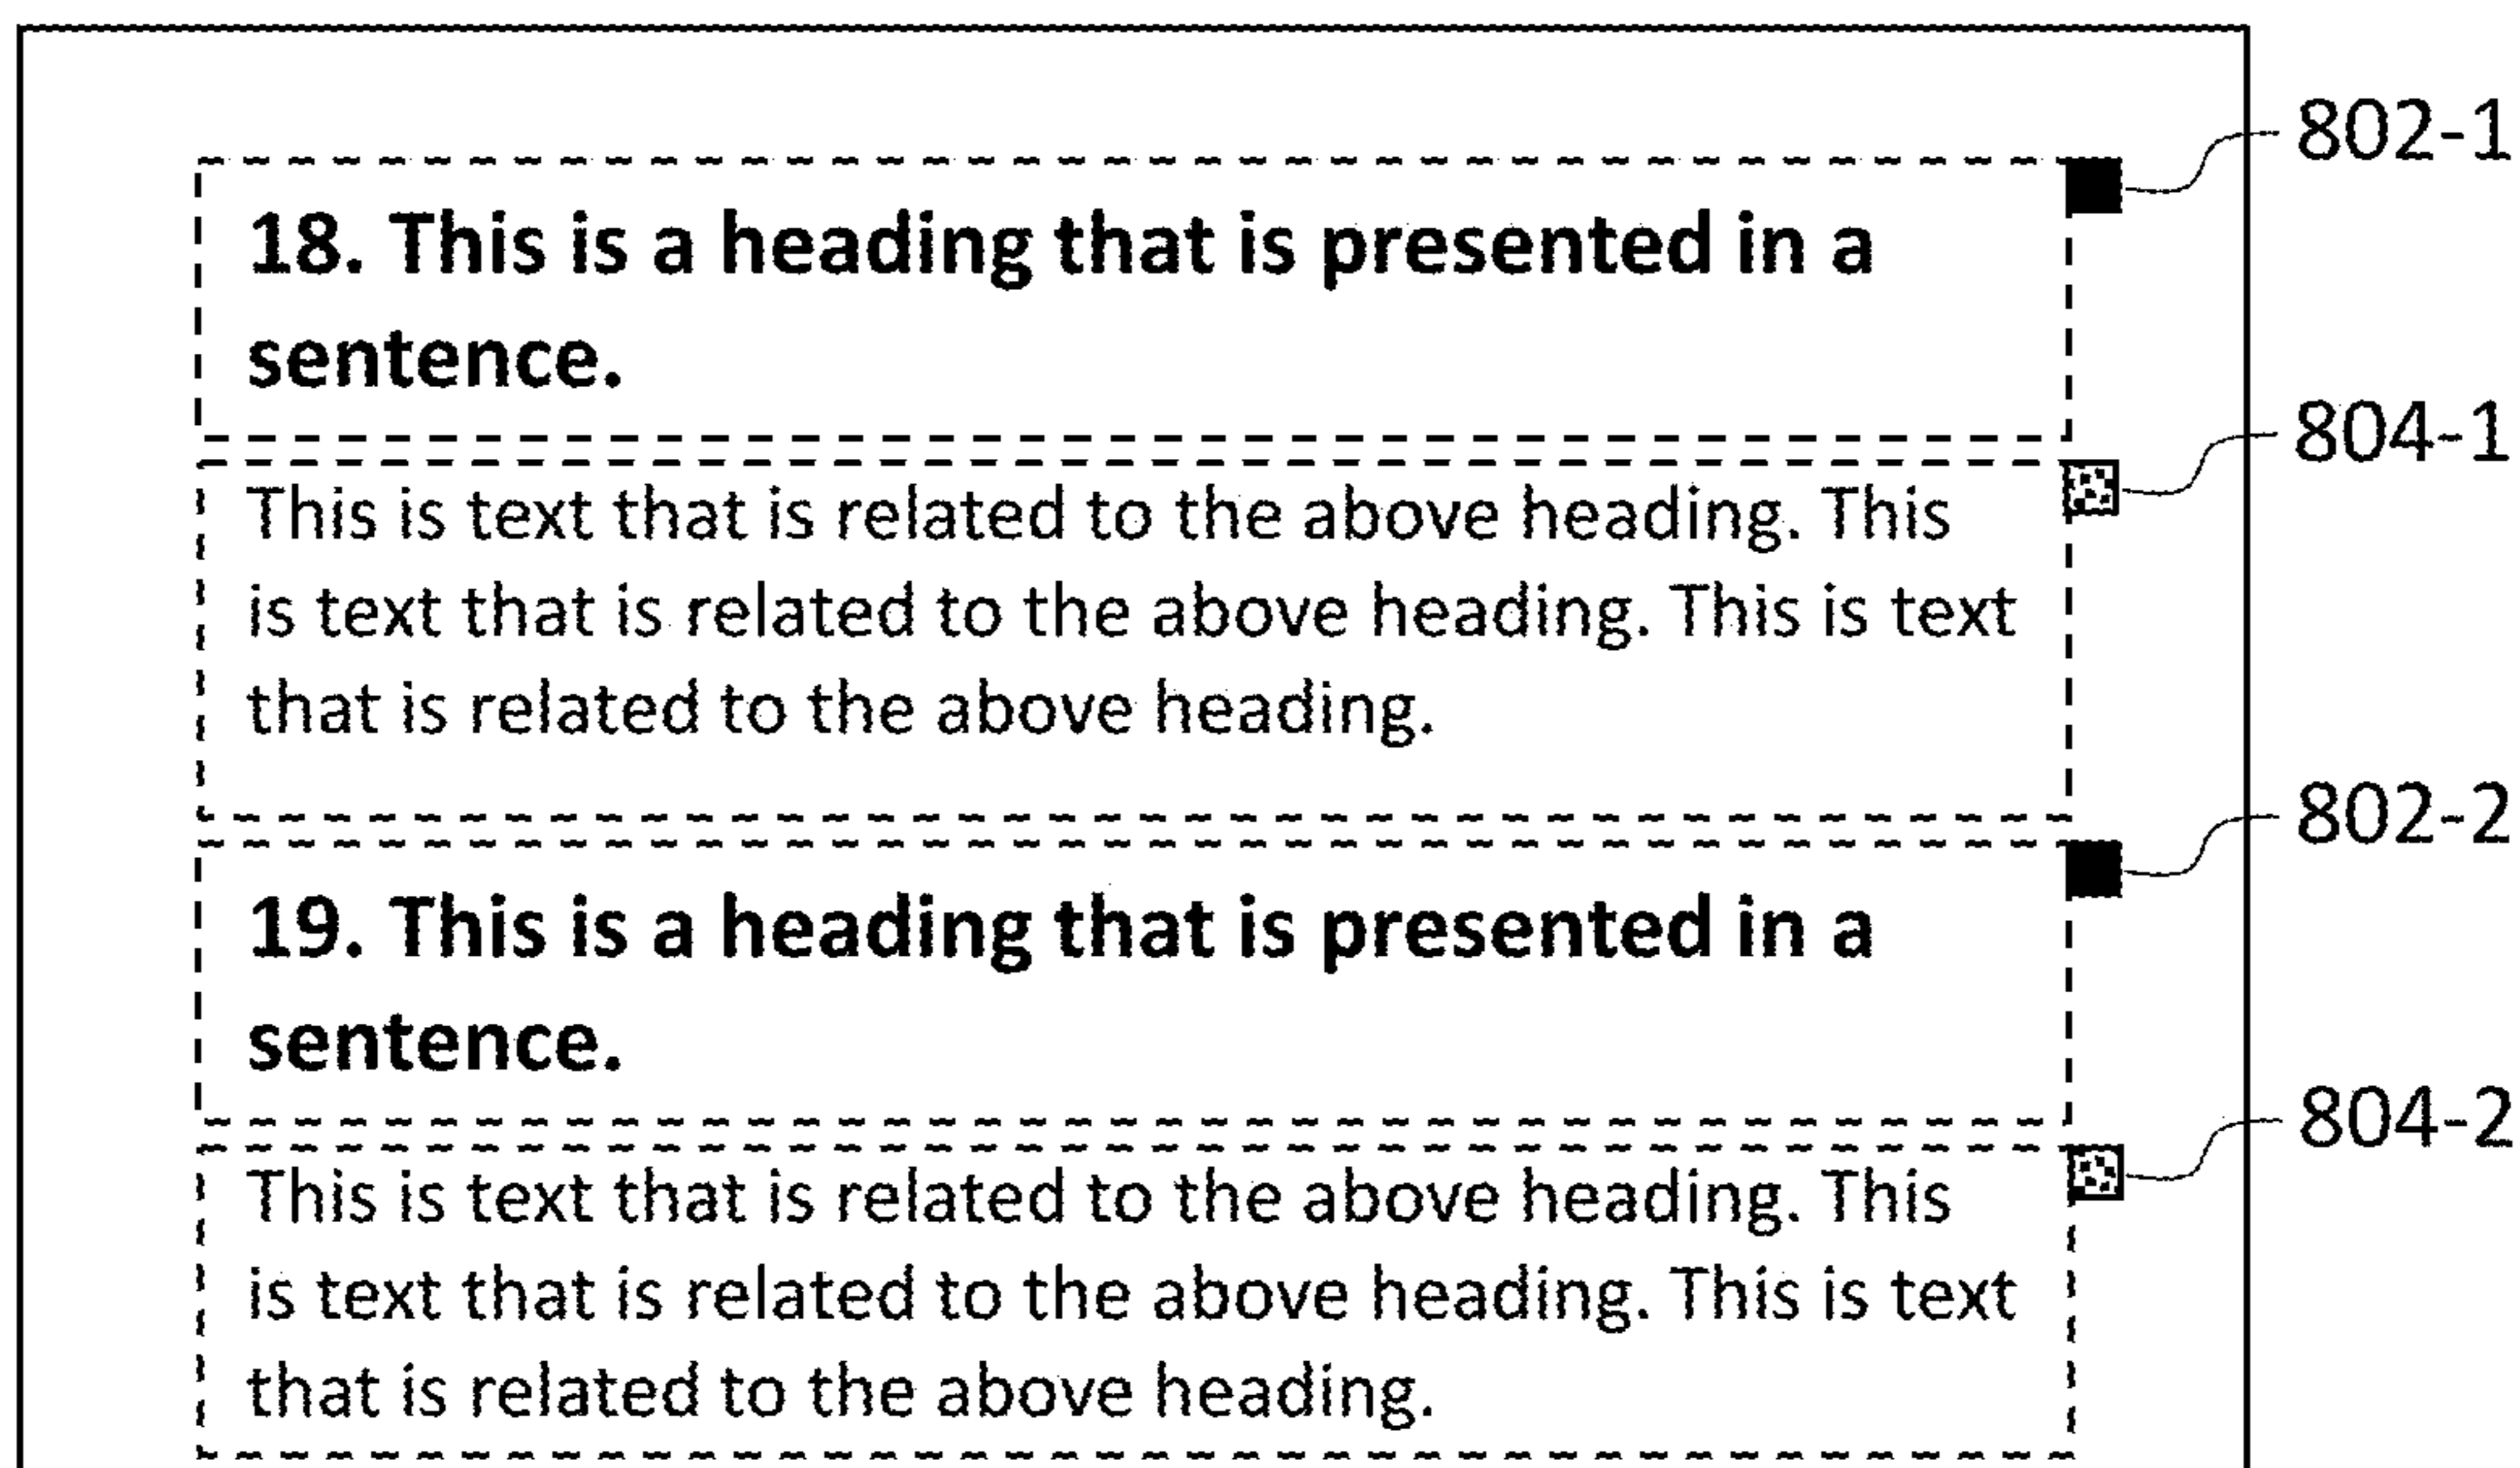 802-1
18. This is a heading that is presented in a
sentence.
804-1
This is text that is related to the above heading. This
is text that is related to the above heading. This is text
that is related to the above heading.
802-2
19. This is a heading that is presented in a
sentence.
804-2
This is text that is related to the above heading. This
is text that is related to the above heading. This is text
that is related to the above heading.